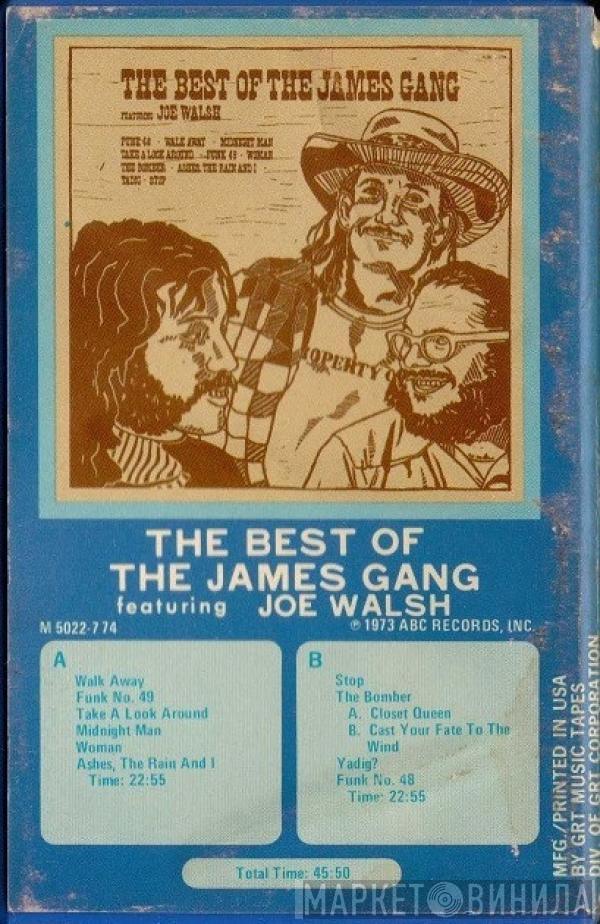 THE BEST OF THE JAMES GANG
FEATURING JOE WALSH
FUNK 48 · WALK AWAY · MIDNIGHT MAN
TAKE A LOOK AROUND · FUNK 49 · WOMAN
THE BOMBER · ASHES, THE RAIN AND I
YADIG · STOP
OPERTY O
THE BEST OF
THE JAMES GANG
featuring JOE WALSH
M 5022-774
℗ 1973 ABC RECORDS, INC.
A
Walk Away
Funk No. 49
Take A Look Around
Midnight Man
Woman
Ashes, The Rain And I
Time: 22:55
B
Stop
The Bomber
A. Closet Queen
B. Cast Your Fate To The
Wind
Yadig?
Funk No. 48
Time: 22:55
Total Time: 45:50
MFG./PRINTED IN USA
BY GRT MUSIC TAPES
DIV. OF GRT CORPORATION
МАРКЕТ ВИНИЛА